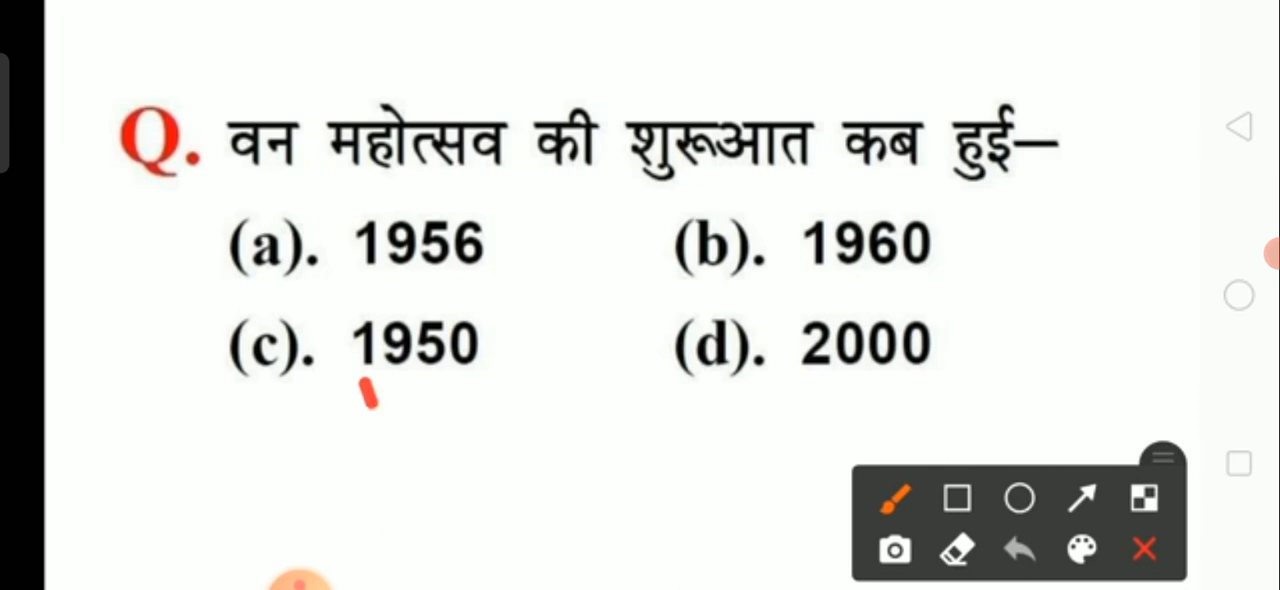 Q. वन महोत्सव की शुरूआत कब हुई–
(a). 1956 (b). 1960
(c). 1950 (d). 2000